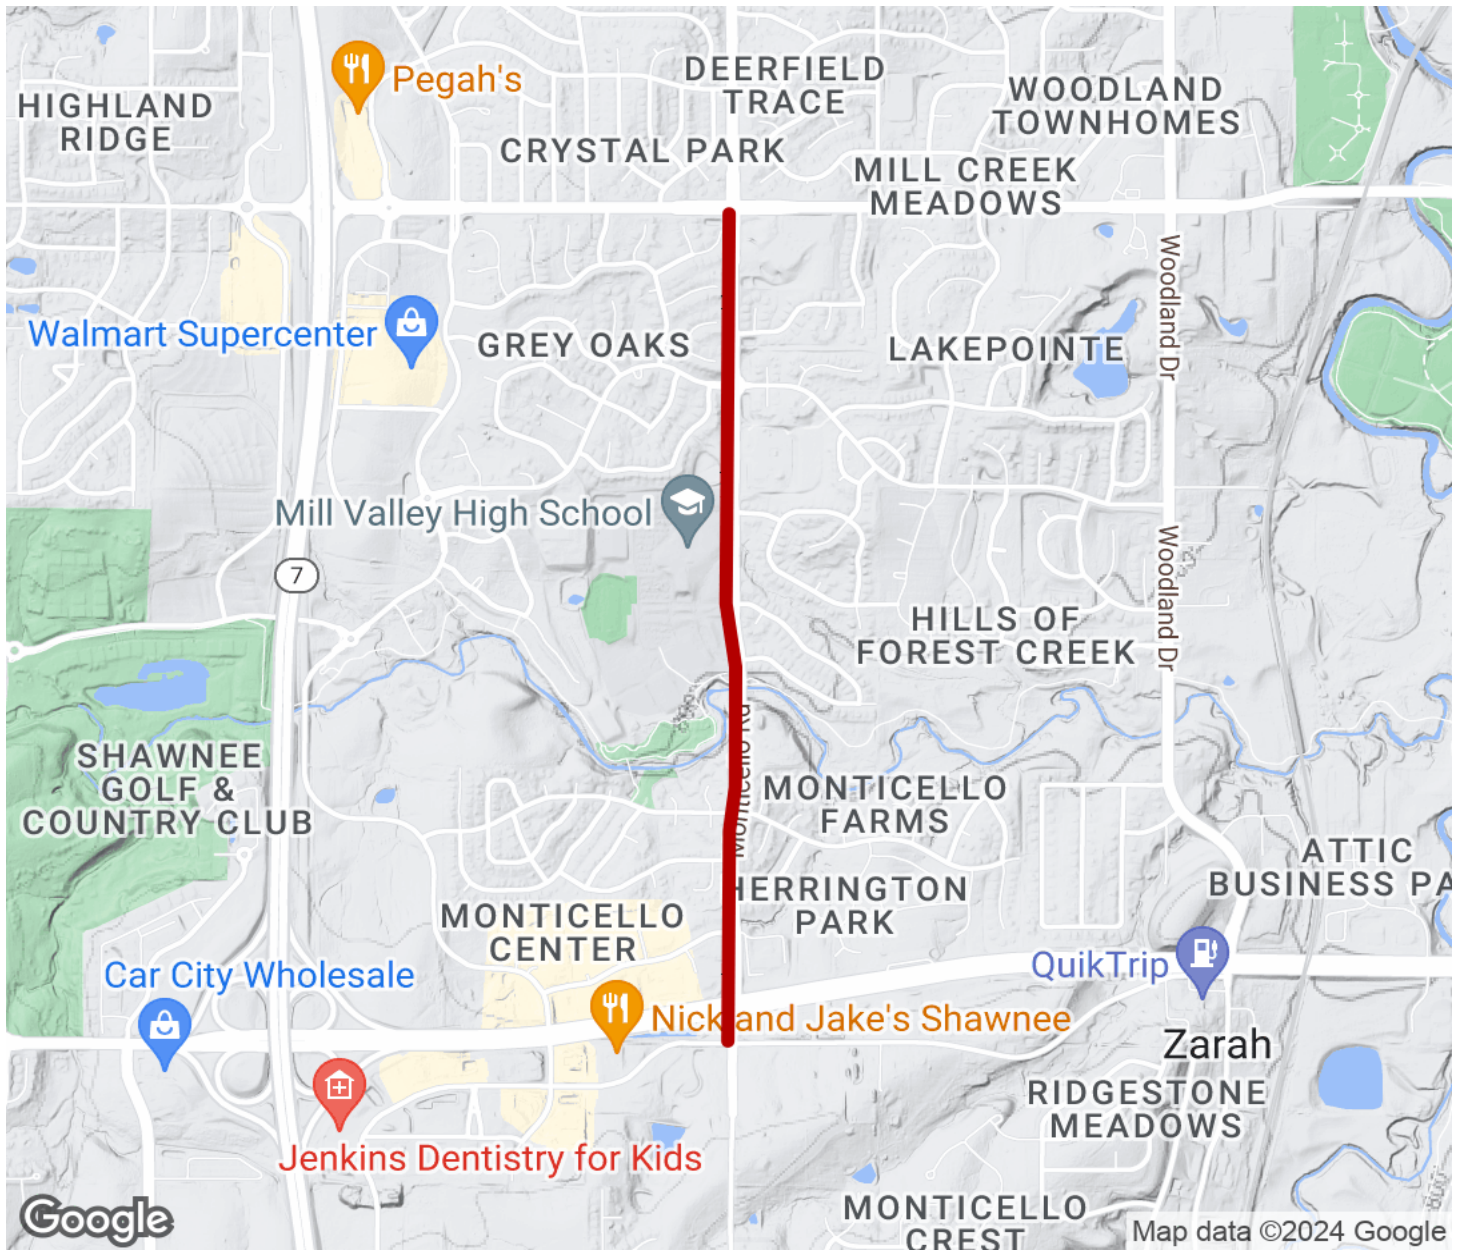 Pegah's
DEERFIELD
TRACE
HIGHLAND
RIDGE
WOODLAND
TOWNHOMES
CRYSTAL PARK
MILL CREEK
MEADOWS
Woodland Dr
Walmart Supercenter
GREY OAKS
LAKEPOINTE
Mill Valley High School
Woodland Dr
7
HILLS OF
FOREST CREEK
Monticello Rd
SHAWNEE
GOLF &
COUNTRY CLUB
MONTICELLO
FARMS
Monticello
ATTIC
BUSINESS PA
HERRINGTON
PARK
MONTICELLO
CENTER
Car City Wholesale
QuikTrip
Nick and Jake's Shawnee
Zarah
RIDGESTONE
MEADOWS
Jenkins Dentistry for Kids
MONTICELLO
CREST
Google
Map data ©2024 Google